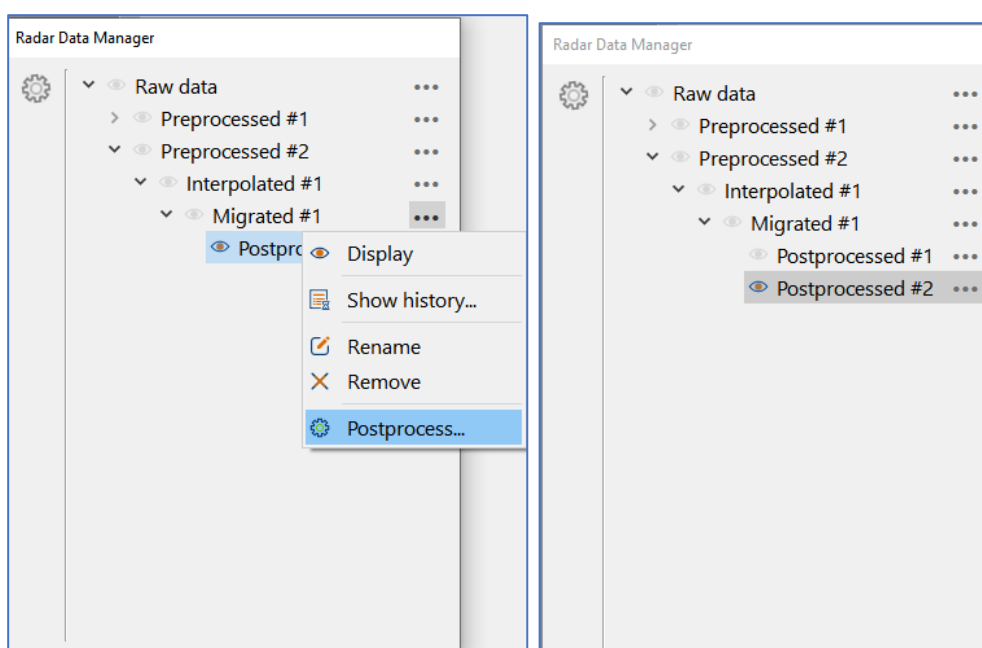 Radar Data Manager
Raw data
Preprocessed #1
Preprocessed #2
Interpolated #1
Migrated #1
Display
Show history...
Rename
Remove
Postprocess...
Radar Data Manager
Raw data
Preprocessed #1
Preprocessed #2
Interpolated #1
Migrated #1
Postprocessed #1
Postprocessed #2